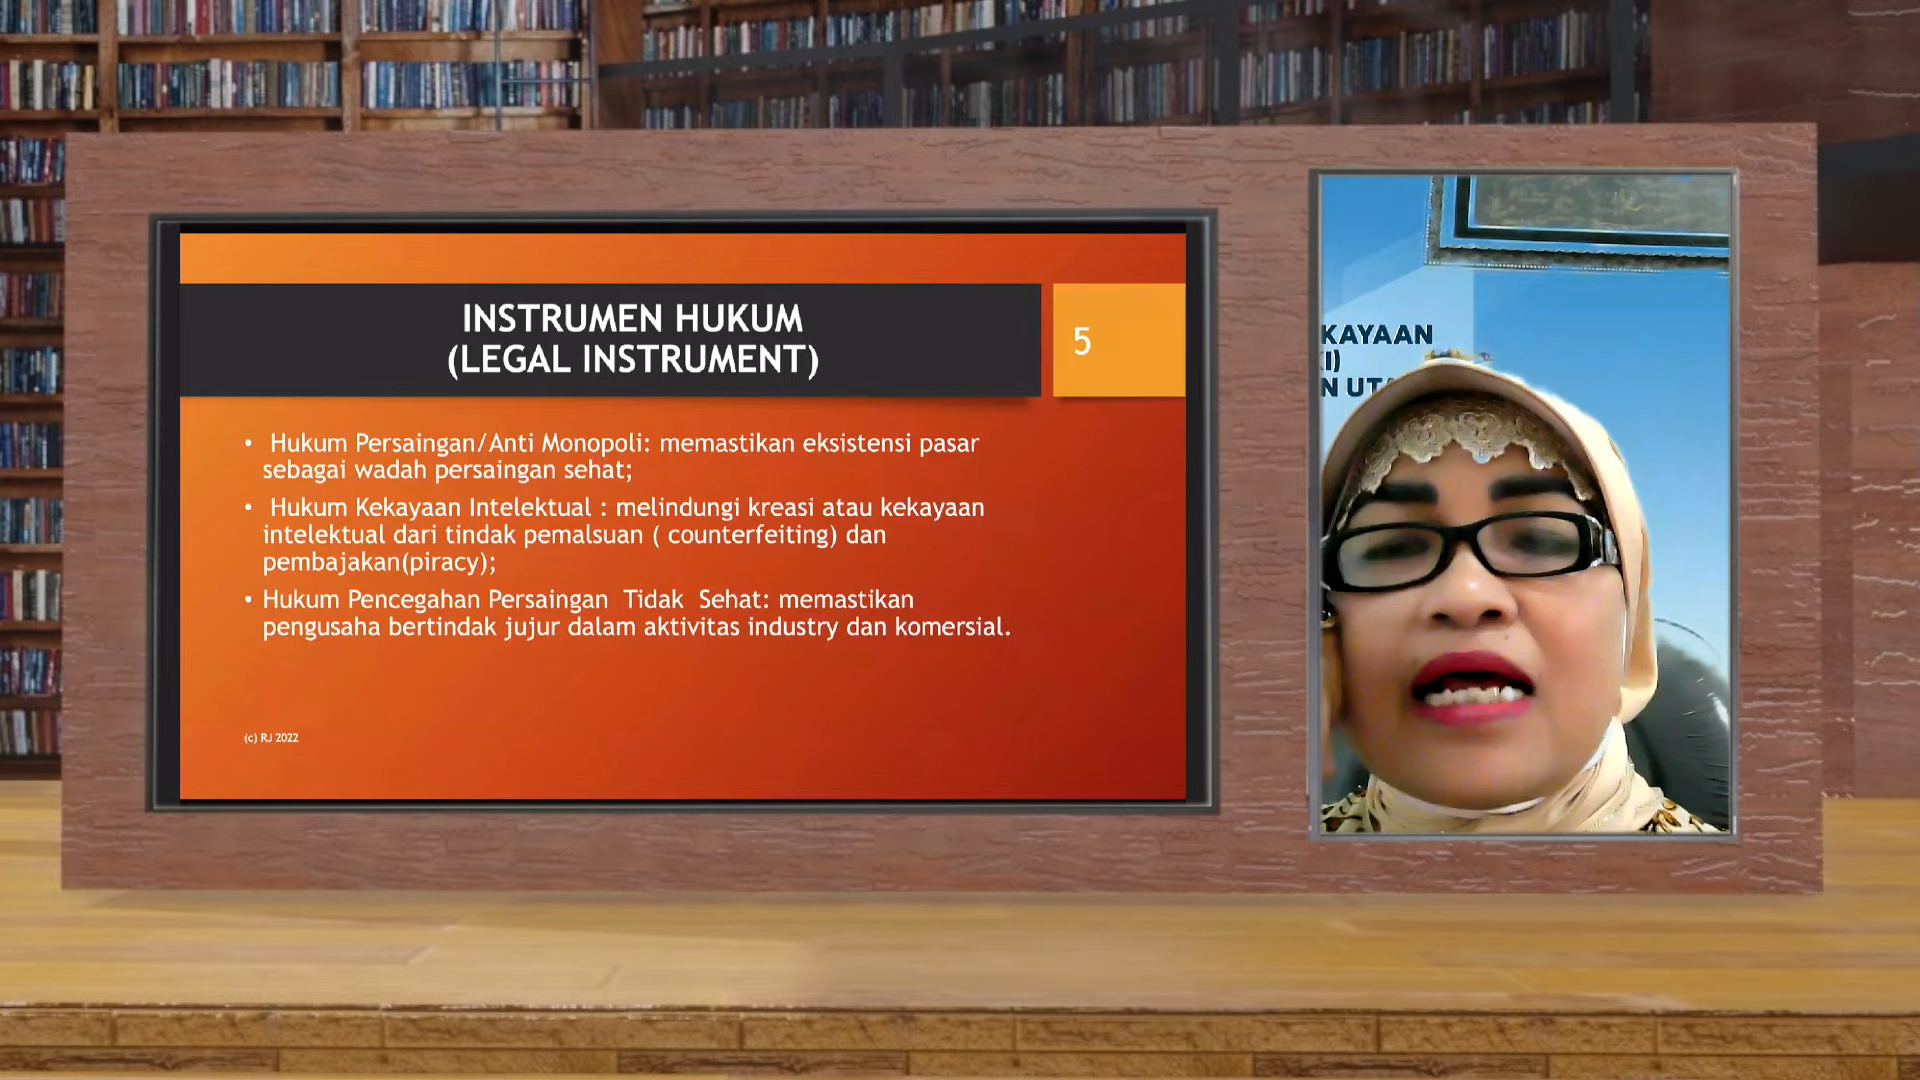 INSTRUMEN HUKUM
(LEGAL INSTRUMENT)
5
• Hukum Persaingan/Anti Monopoli: memastikan eksistensi pasar
sebagai wadah persaingan sehat;
• Hukum Kekayaan Intelektual : melindungi kreasi atau kekayaan
intelektual dari tindak pemalsuan ( counterfeiting) dan
pembajakan(piracy);
• Hukum Pencegahan Persaingan Tidak Sehat: memastikan
pengusaha bertindak jujur dalam aktivitas industry dan komersial.
(c) RJ 2022
KAYAAN
I)
N UT